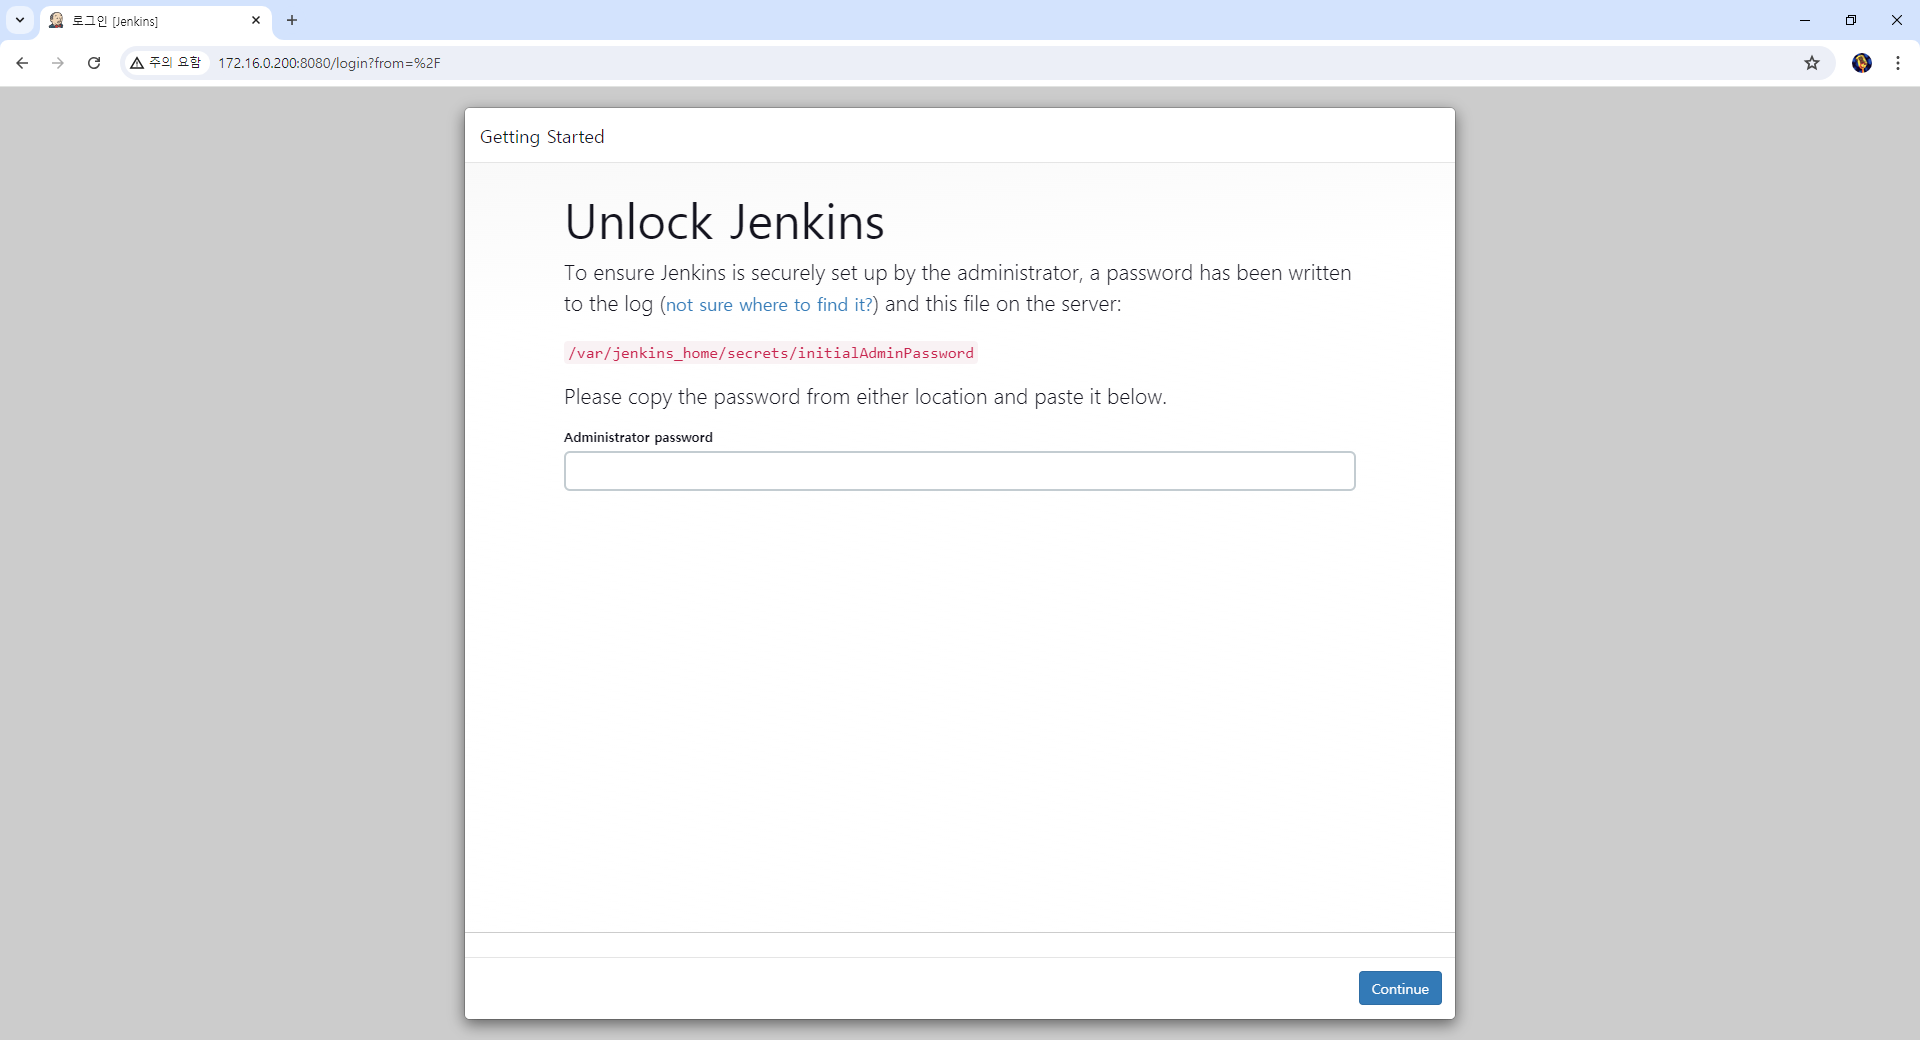 로그인 [Jenkins]
주의 요함
172.16.0.200:8080/login?from=%2F
Getting Started
Unlock Jenkins
To ensure Jenkins is securely set up by the administrator, a password has been written
to the log (not sure where to find it?) and this file on the server:
/var/jenkins_home/secrets/initialAdminPassword
Please copy the password from either location and paste it below.
Administrator password
Continue